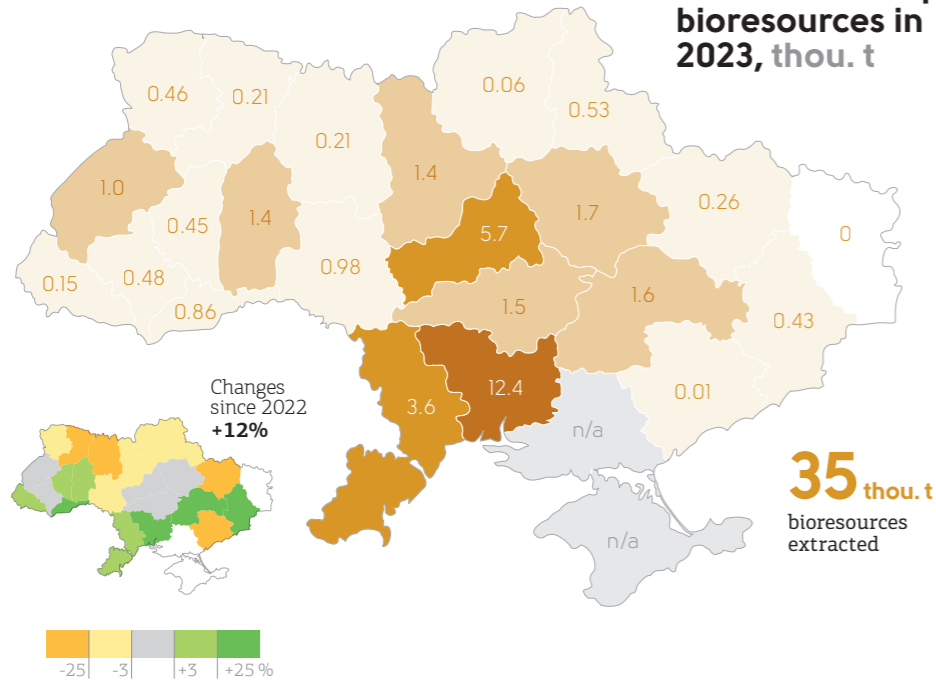 bioresources in
2023, thou. t
0.46
0.21
0.21
0.06
0.53
1.0
0.45
1.4
1.4
1.7
0.26
0
0.15
0.48
0.86
0.98
5.7
1.5
1.6
0.43
3.6
12.4
n/a
0.01
n/a
Changes
since 2022
+12%
35 thou. t
bioresources
extracted
-25 -3 +3 +25 %